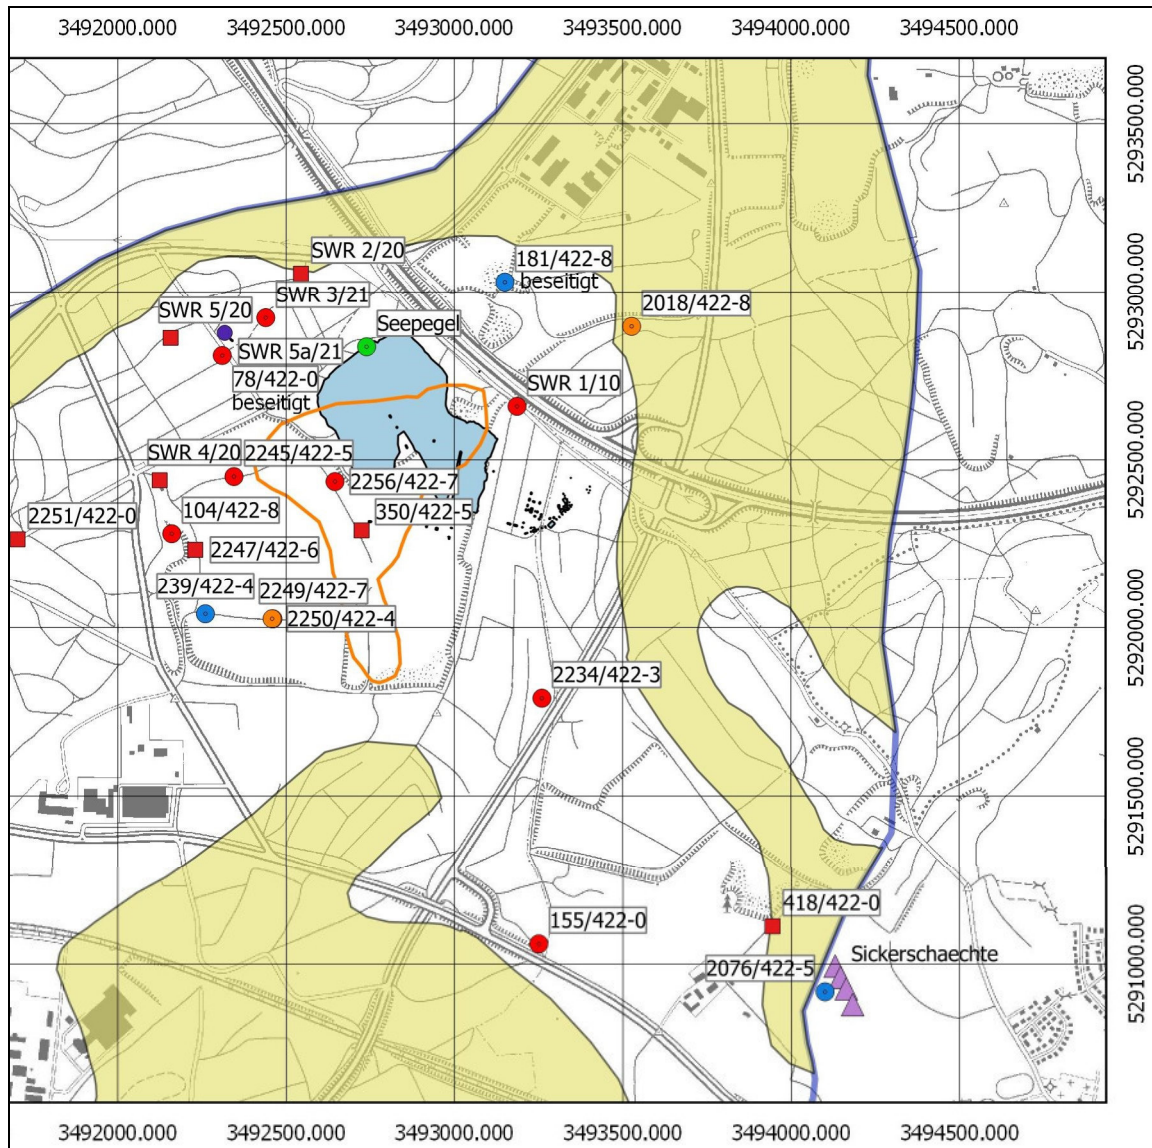 3492000.000 3492500.000 3493000.000 3493500.000 3494000.000 3494500.000
5293500.000
SWR 2/20
181/422-8
beseitigt
5293000.000
SWR 3/21
2018/422-8
SWR 5/20
Seepegel
SWR 5a/21
78/422-0
beseitigt
SWR 1/10
5292500.000
SWR 4/20
2245/422-5
2256/422-7
2251/422-0
104/422-8
350/422-5
2247/422-6
239/422-4
2249/422-7
2250/422-4
5292000.000
2234/422-3
5291500.000
418/422-0
155/422-0
Sickerschaechte
2076/422-5
5291000.000
3492000.000 3492500.000 3493000.000 3493500.000 3494000.000 3494500.000